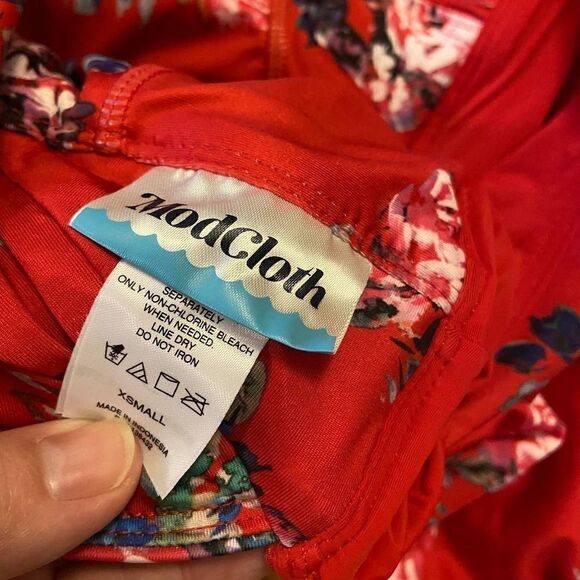 ModCloth
SEPARATELY
ONLY NON-CHLORINE BLEACH
WHEN NEEDED.
LINE DRY
DO NOT IRON
XSMALL
MADE IN INDONESIA